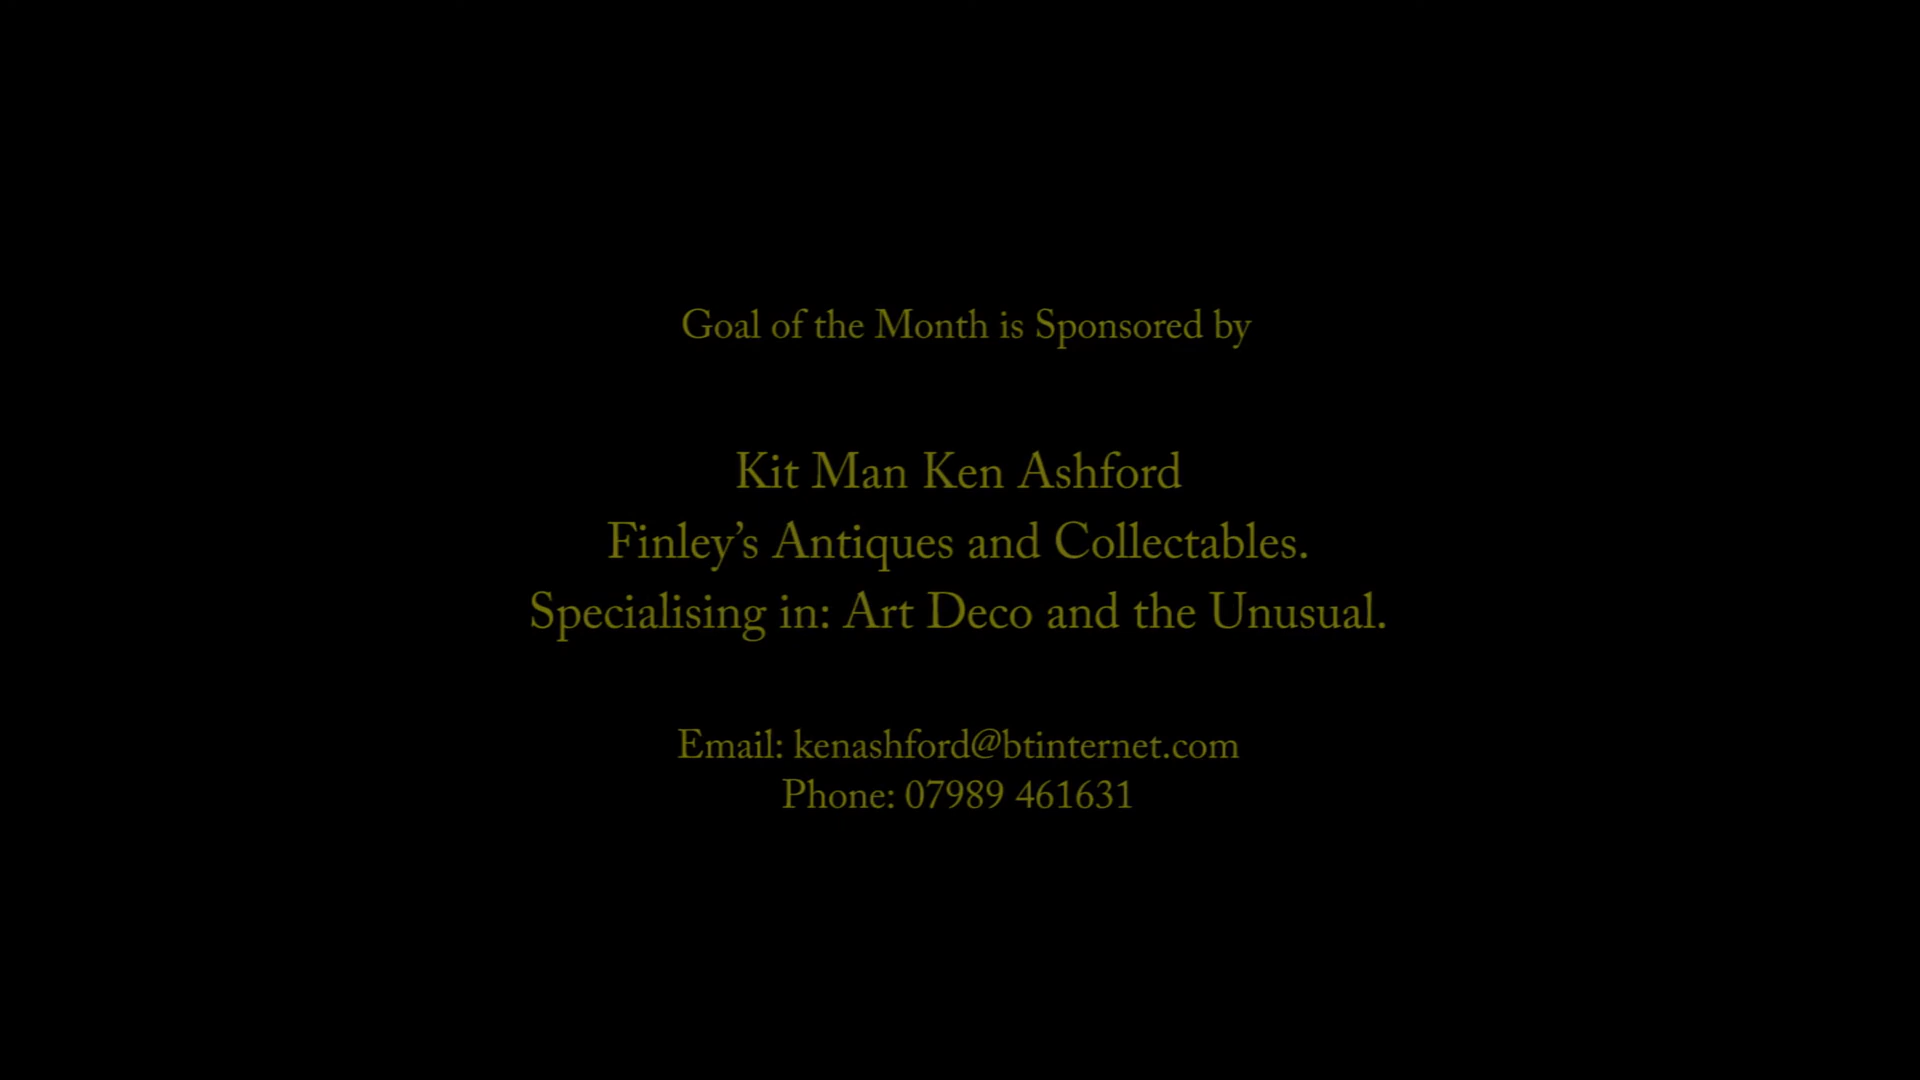 Goal of the Month is Sponsored by
Kit Man Ken Ashford
Finley’s Antiques and Collectables.
Specialising in: Art Deco and the Unusual.
Email: kenashford@btinternet.com
Phone: 07989 461631